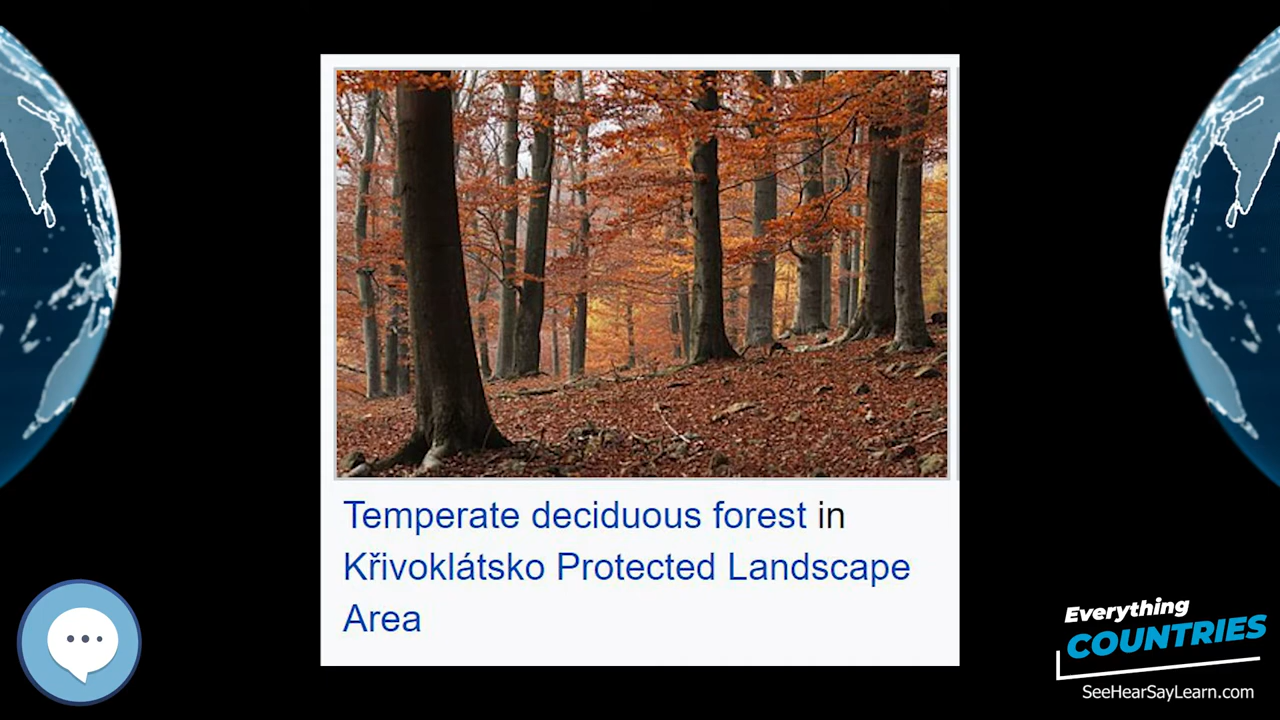 Temperate deciduous forest in
Křivoklátsko Protected Landscape
Area
Everything
COUNTRIES
SeeHearSayLearn.com